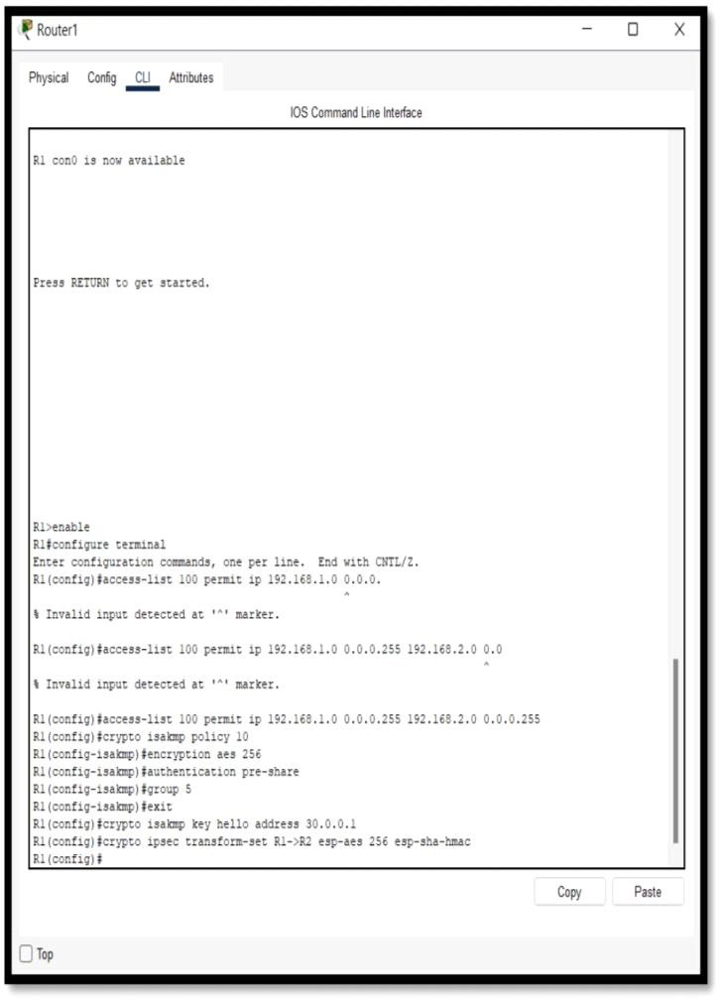 Router1
Physical Config CLI Attributes
IOS Command Line Interface
R1 con0 is now available
Press RETURN to get started.
R1>enable
R1#configure terminal
Enter configuration commands, one per line.  End with CNTL/Z.
R1(config)#access-list 100 permit ip 192.168.1.0 0.0.0.
^
% Invalid input detected at '^' marker.
R1(config)#access-list 100 permit ip 192.168.1.0 0.0.0.255 192.168.2.0 0.0
^
% Invalid input detected at '^' marker.
R1(config)#access-list 100 permit ip 192.168.1.0 0.0.0.255 192.168.2.0 0.0.0.255
R1(config)#crypto isakmp policy 10
R1(config-isakmp)#encryption aes 256
R1(config-isakmp)#authentication pre-share
R1(config-isakmp)#group 5
R1(config-isakmp)#exit
R1(config)#crypto isakmp key hello address 30.0.0.1
R1(config)#crypto ipsec transform-set R1->R2 esp-aes 256 esp-sha-hmac
R1(config)#
Copy Paste
Top